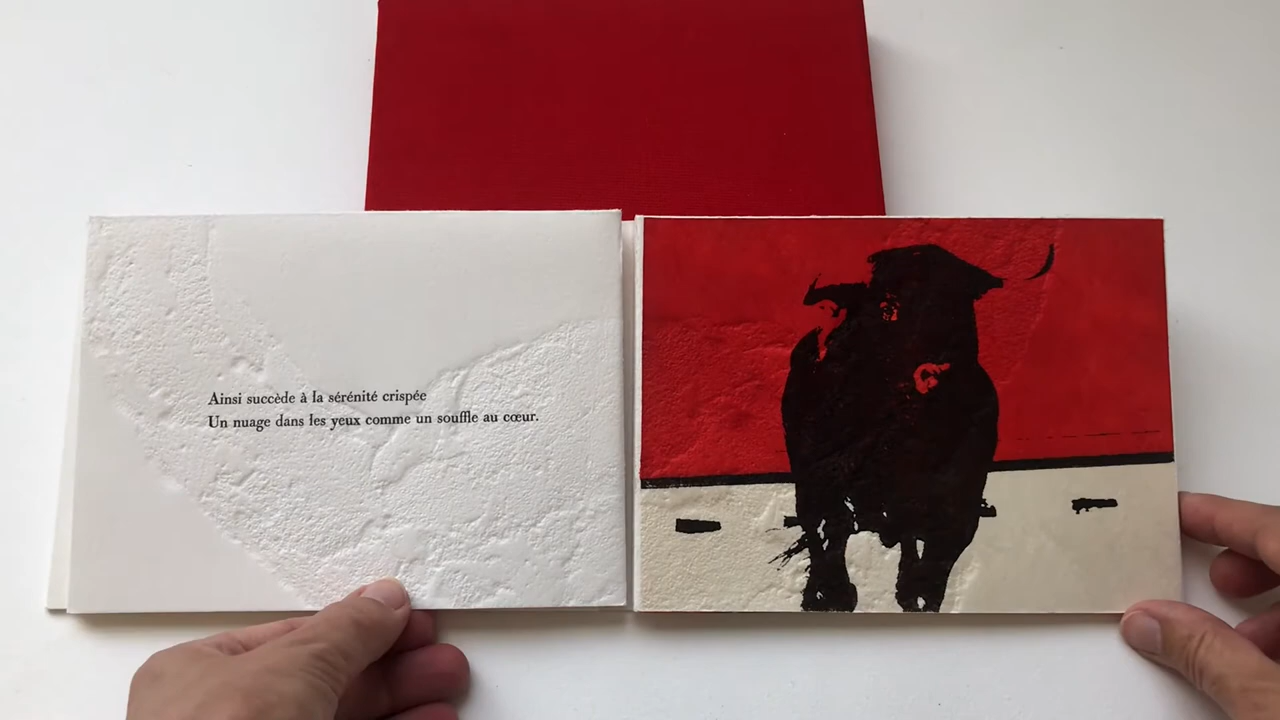 Ainsi succède à la sérénité crispée
Un nuage dans les yeux comme un souffle au cœur.